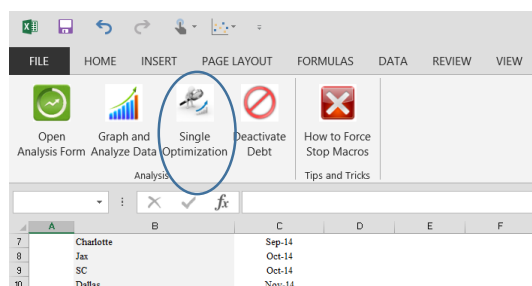 FILE HOME INSERT PAGE LAYOUT FORMULAS DATA REVIEW VIEW
Open Graph and Single Deactivate How to Force
Analysis Form Analyze Data Optimization Debt Stop Macros
Analysis Tips and Tricks
fx
A B C D E F
7 Charlotte Sep-14
8 Jax Oct-14
9 SC Oct-14
10 Dallas Nov-14